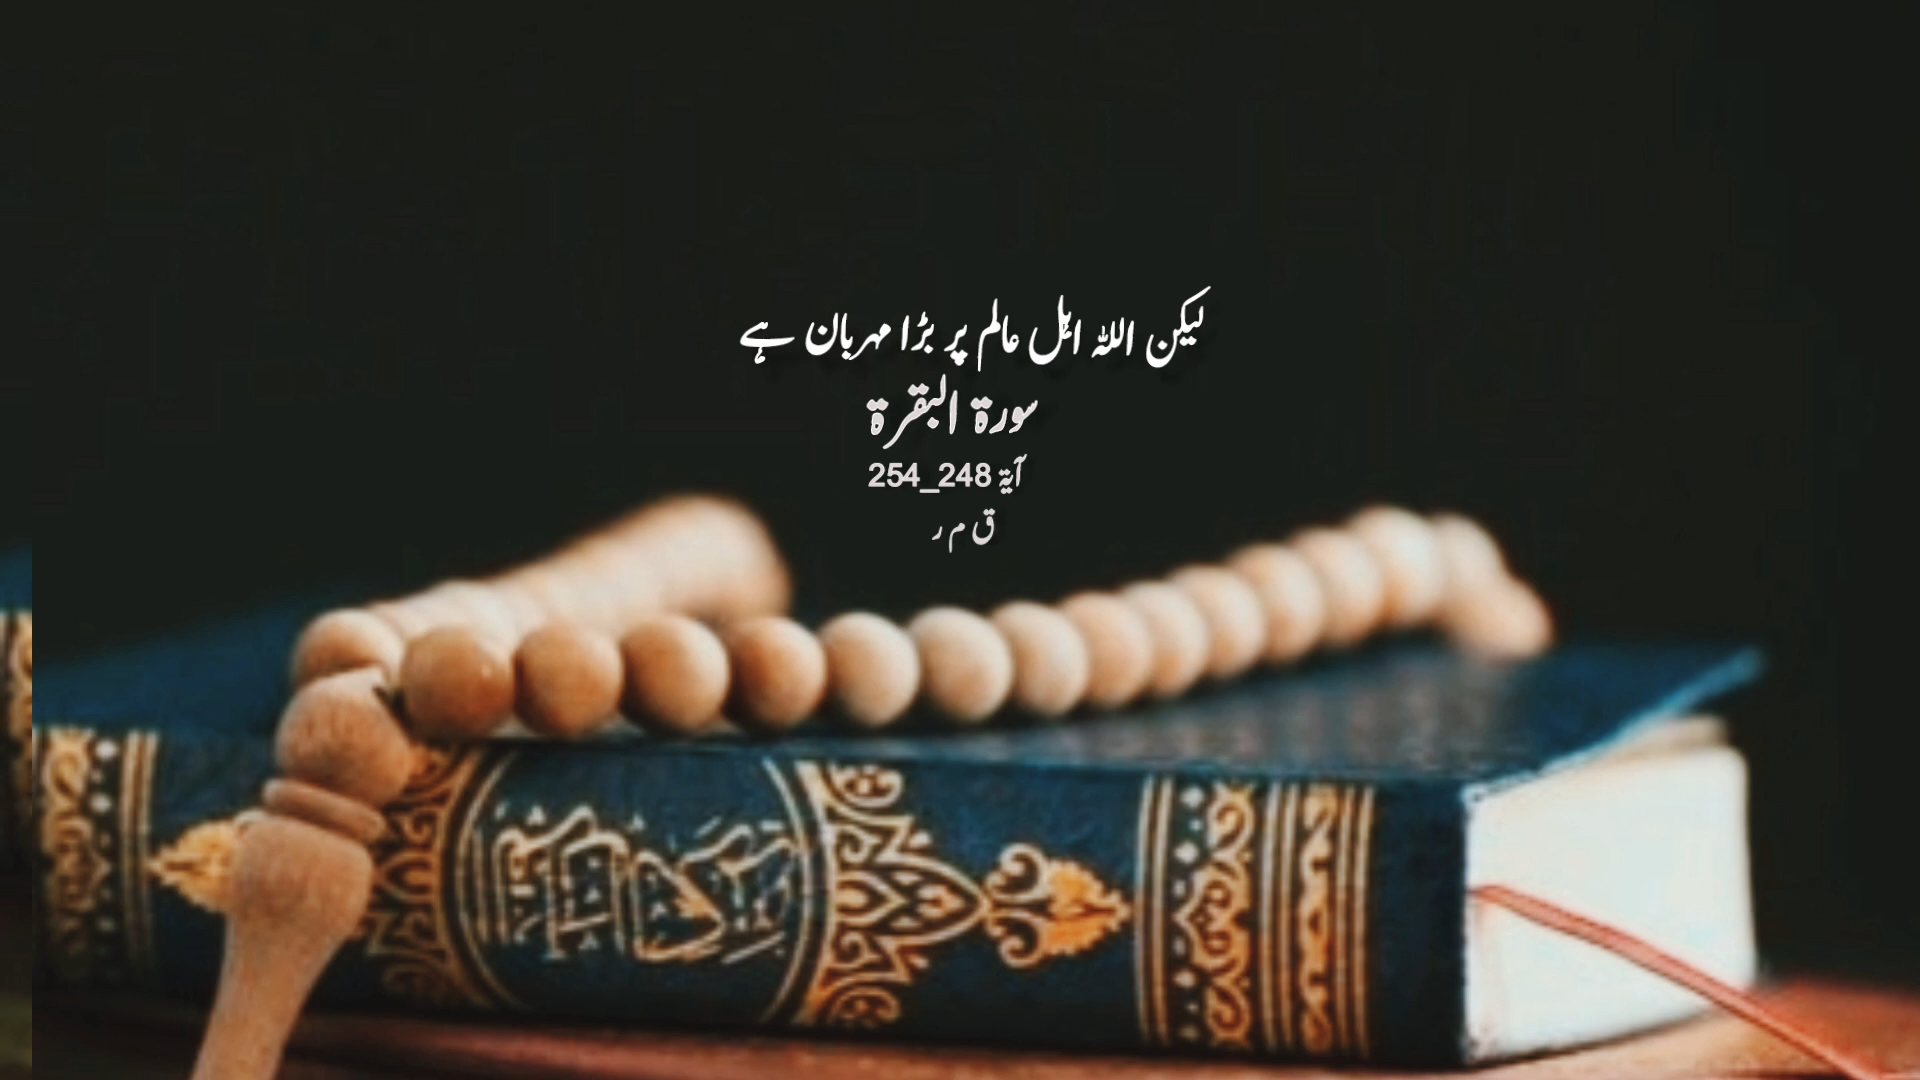 لیکن اللہ اہل عالم پر بڑا مہربان ہے
سورۃ البقرۃ
آیۃ 248_254
ق م ر